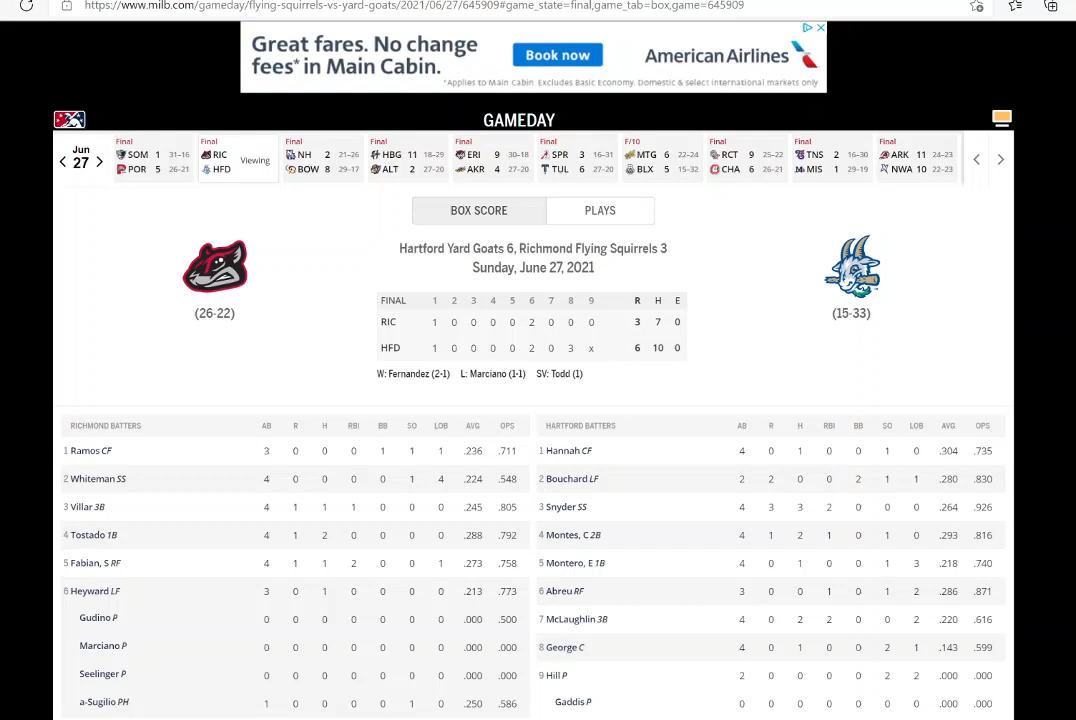 https://www.milb.com/gameday/flying-squirrels-vs-yard-goats/2021/06/27/645909#game_state=final,game_tab=box,game=645909
Great fares. No change
fees* in Main Cabin.
Book now
American Airlines
*Applies to Main Cabin. Excludes Basic Economy. Domestic & select international markets only.
GAMEDAY
Jun
27
Final
SOM 1 31-16
POR 5 26-21
Final
RIC
HFD
Viewing
Final
NH 2 21-26
BOW 8 29-17
Final
HBG 11 18-29
ALT 2 27-20
Final
ERI 9 30-18
AKR 4 27-20
Final
SPR 3 16-31
TUL 6 27-20
F/10
MTG 6 22-24
BLX 5 15-32
Final
RCT 9 25-22
CHA 6 26-21
Final
TNS 2 16-30
MIS 1 29-19
Final
ARK 11 24-23
NWA 10 22-23
BOX SCORE
PLAYS
Hartford Yard Goats 6, Richmond Flying Squirrels 3
Sunday, June 27, 2021
(26-22)
(15-33)
FINAL 1 2 3 4 5 6 7 8 9 R H E
RIC 1 0 0 0 0 2 0 0 0 3 7 0
HFD 1 0 0 0 0 2 0 3 x 6 10 0
W: Fernandez (2-1) L: Marciano (1-1) SV: Todd (1)
RICHMOND BATTERS AB R H RBI BB SO LOB AVG OPS
1 Ramos CF 3 0 0 0 1 1 1 .236 .711
2 Whiteman SS 4 0 0 0 0 1 4 .224 .548
3 Villar 3B 4 1 1 1 0 0 0 .245 .805
4 Tostado 1B 4 1 2 0 0 0 0 .288 .792
5 Fabian, S RF 4 1 1 2 0 0 1 .273 .758
6 Heyward LF 3 0 1 0 0 0 0 .213 .773
Gudino P 0 0 0 0 0 0 0 .000 .500
Marciano P 0 0 0 0 0 0 0 .000 .000
Seelinger P 0 0 0 0 0 0 0 .000 .000
a-Sugilio PH 1 0 0 0 0 1 0 .250 .586
HARTFORD BATTERS AB R H RBI BB SO LOB AVG OPS
1 Hannah CF 4 0 1 0 0 1 0 .304 .735
2 Bouchard LF 2 2 0 0 2 1 1 .280 .830
3 Snyder SS 4 3 3 2 0 0 0 .264 .926
4 Montes, C 2B 4 1 2 1 0 1 0 .293 .816
5 Montero, E 1B 4 0 1 0 0 1 3 .218 .740
6 Abreu RF 3 0 0 1 0 1 2 .286 .871
7 McLaughlin 3B 4 0 2 2 0 0 2 .220 .616
8 George C 4 0 1 0 0 2 1 .143 .599
9 Hill P 2 0 0 0 0 2 2 .000 .000
Gaddis P 0 0 0 0 0 0 0 .000 .000